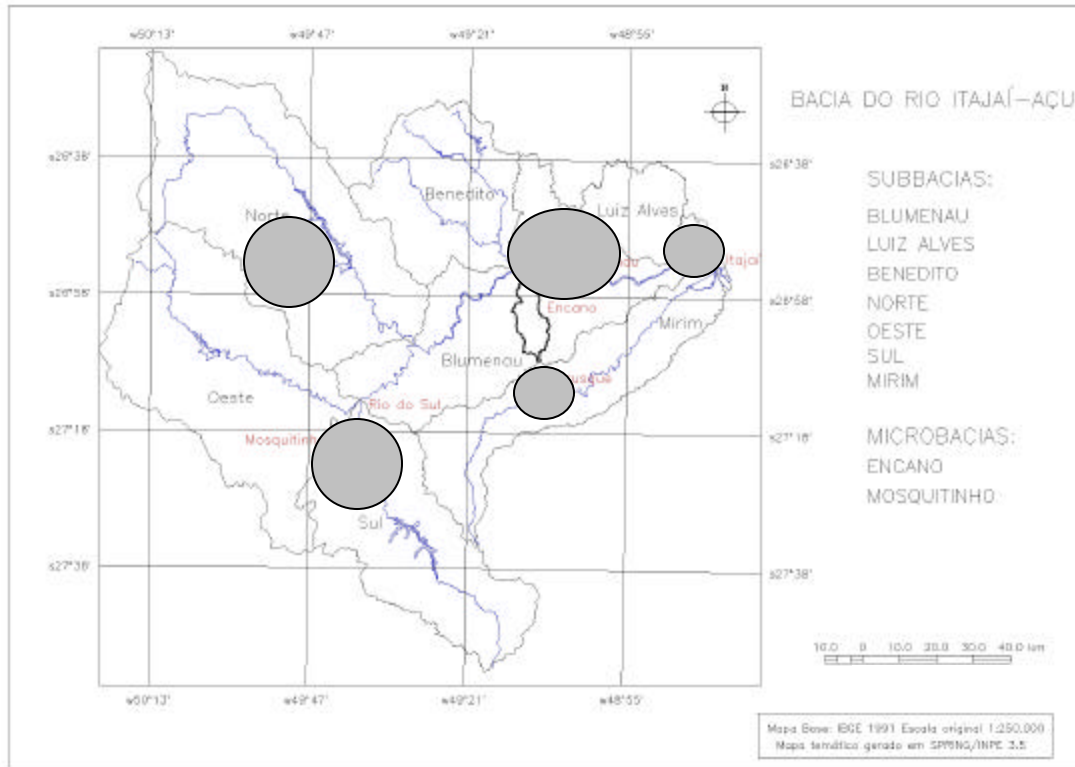 w50°13' w49°47' w49°21' w48°55'
BACIA DO RIO ITAJAÍ-AÇU
N
s26°38' s26°38'
SUBBACIAS:
Benedito
Luiz Alves
Norte
BLUMENAU
LUIZ ALVES
Itajaí
BENEDITO
s26°58' s26°58'
Encano
NORTE
Mirim
OESTE
Blumenau
SUL
MIRIM
Oeste
Rio do Sul
s27°18' s27°18'
Mosquitinh
MICROBACIAS:
ENCANO
MOSQUITINHO
Sul
s27°38' s27°38'
10.0 0 10.0 20.0 30.0 40.0 km
w50°13' w49°47' w49°21' w48°55'
Mapa Base: IBGE 1991 Escala original 1:250.000
Mapa temático gerado em SPRING/INPE 3.5